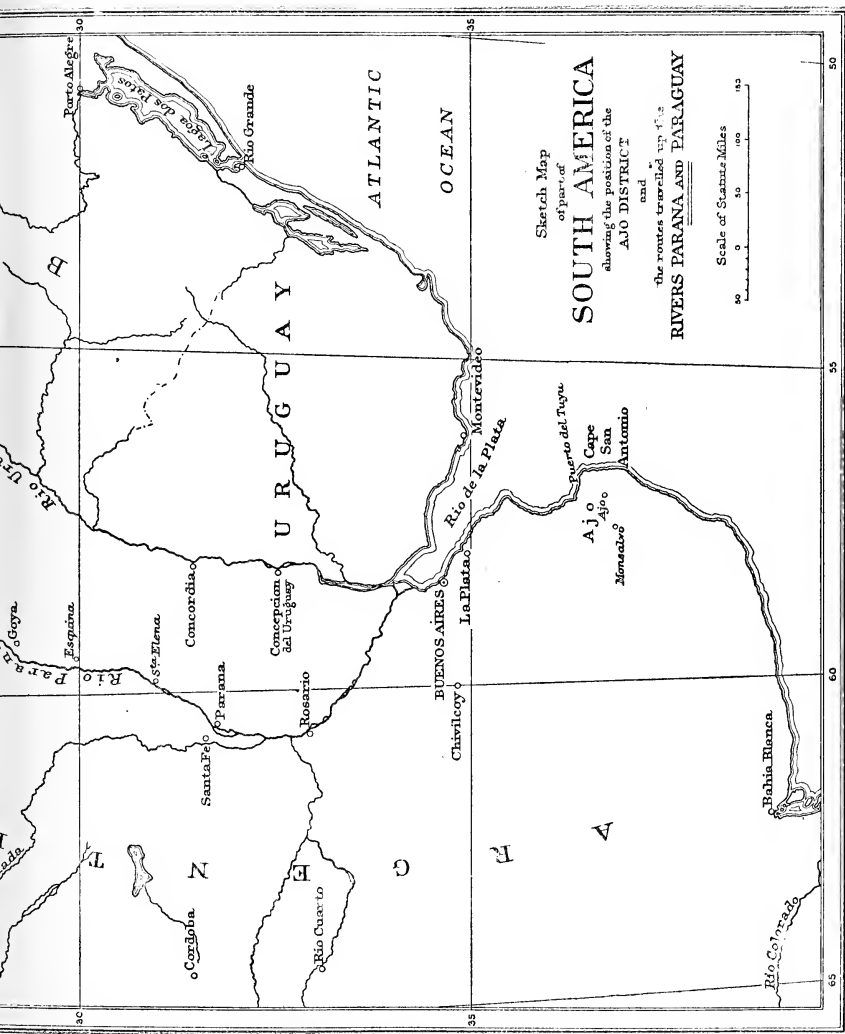 30
35
Porto Alegre
Lagoa dos Patos
Rio Grande
ATLANTIC
OCEAN
50
Sketch Map
of part of
SOUTH AMERICA
showing the position of the
AJO DISTRICT
and
the routes travelled up
RIVERS PARANA AND PARAGUAY
Scale of Statute Miles
50 0 50 100 150
URUGUAY
Montevideo
Rio de la Plata
55
Puerto del Tuyu
Cape
San
Antonio
Ajo
Ajo
Monsalvo
Rio Uru
Concordia
Concepcion
del Uruguay
BUENOS AIRES
La Plata
Goya
Esquina
Rio Paran
Sta Elena
Parana
Rosario
Santa Fe
Chivilcoy
60
Bahia Blanca
ada
A R G E N T
B
Cordoba
Rio Cuarto
Rio Colorado
30
35
65